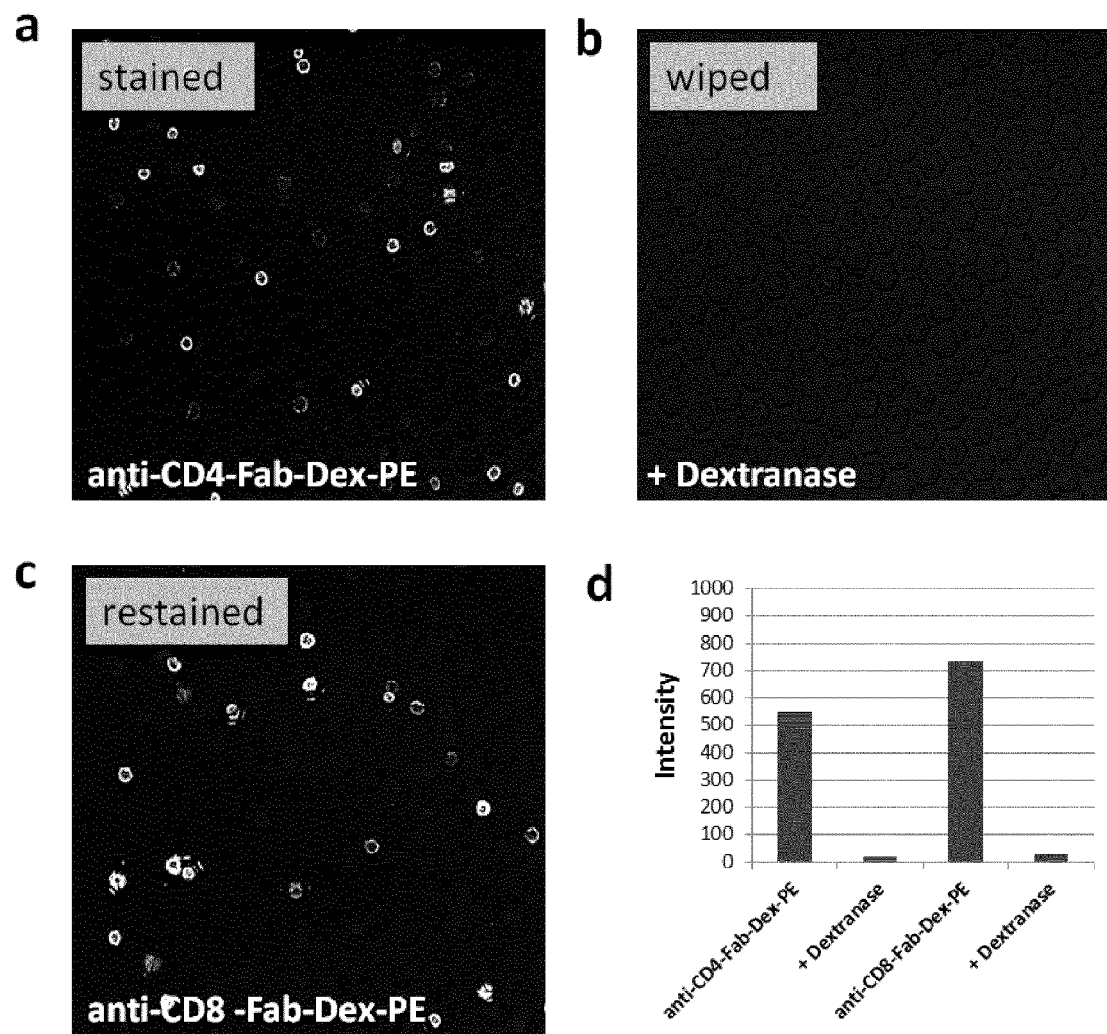 a
stained
anti-CD4-Fab-Dex-PE
b
wiped
+ Dextranase
c
restained
anti-CD8 -Fab-Dex-PE
d
1000
900
800
700
600
500
400
300
200
100
0
Intensity
anti-CD4-Fab-Dex-PE
+ Dextranase
anti-CD8-Fab-Dex-PE
+ Dextranase